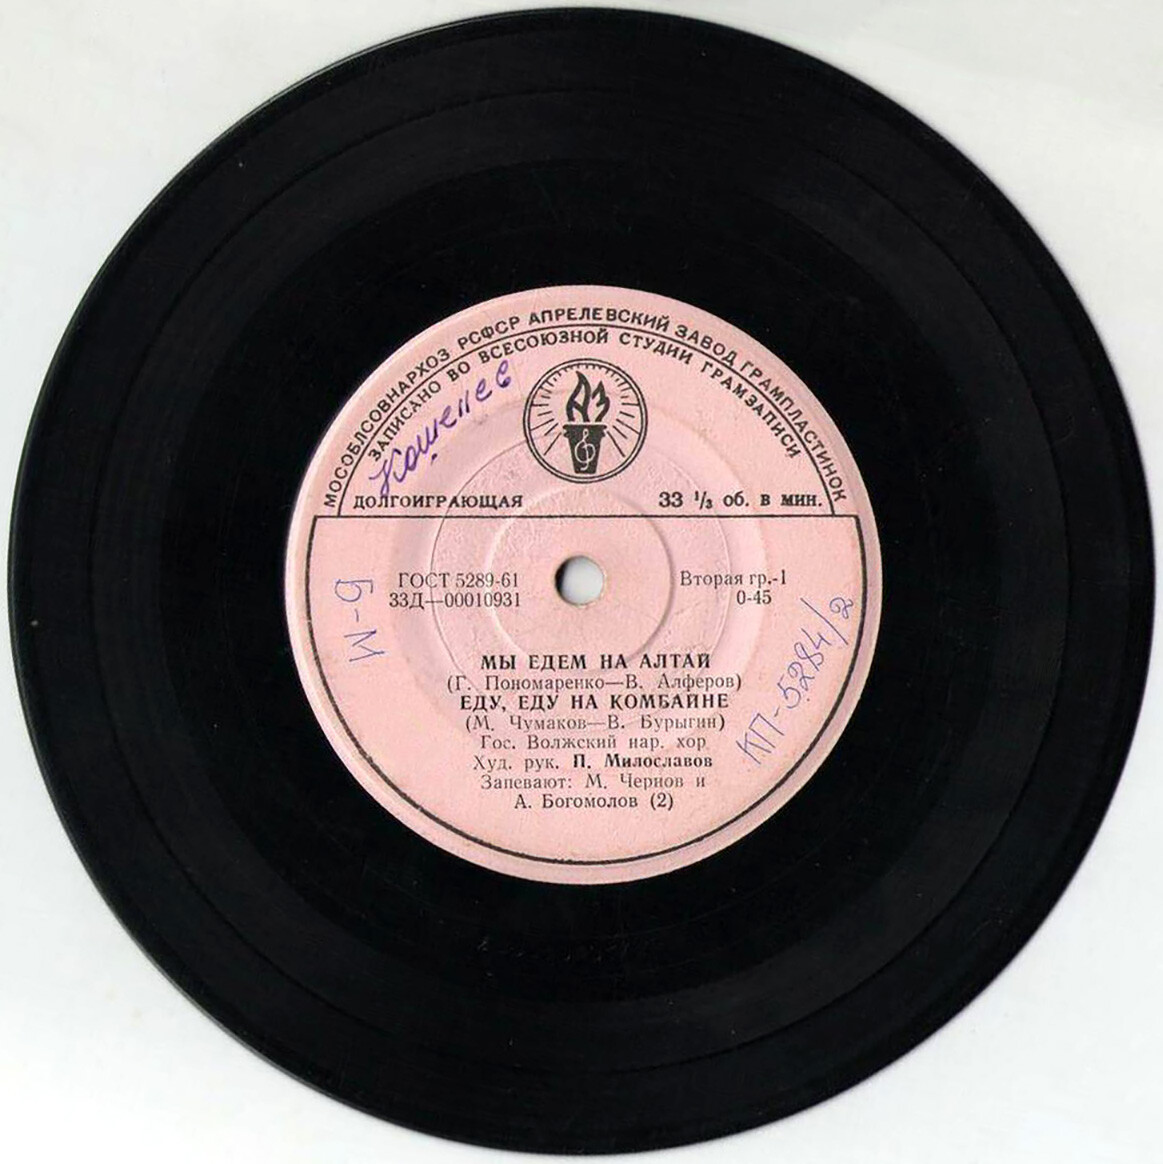 МОСОБЛСОВНАРХОЗ РСФСР АПРЕЛЕВСКИЙ ЗАВОД ГРАМПЛАСТИНОК
ЗАПИСАНО ВО ВСЕСОЮЗНОЙ СТУДИИ ГРАМЗАПИСИ
АЗ
ДОЛГОИГРАЮЩАЯ 33 1/3 об. в мин.
И-9
ГОСТ 5289-61 Вторая гр.-1
33Д—00010931 0-45
МЫ ЕДЕМ НА АЛТАЙ
(Г. Пономаренко—В. Алферов)
ЕДУ, ЕДУ НА КОМБАЙНЕ
(М. Чумаков—В. Бурыгин)
Гос. Волжский нар. хор
Худ. рук. П. Милославов
Запевают: М. Чернов и
А. Богомолов (2)
КП-5284/2